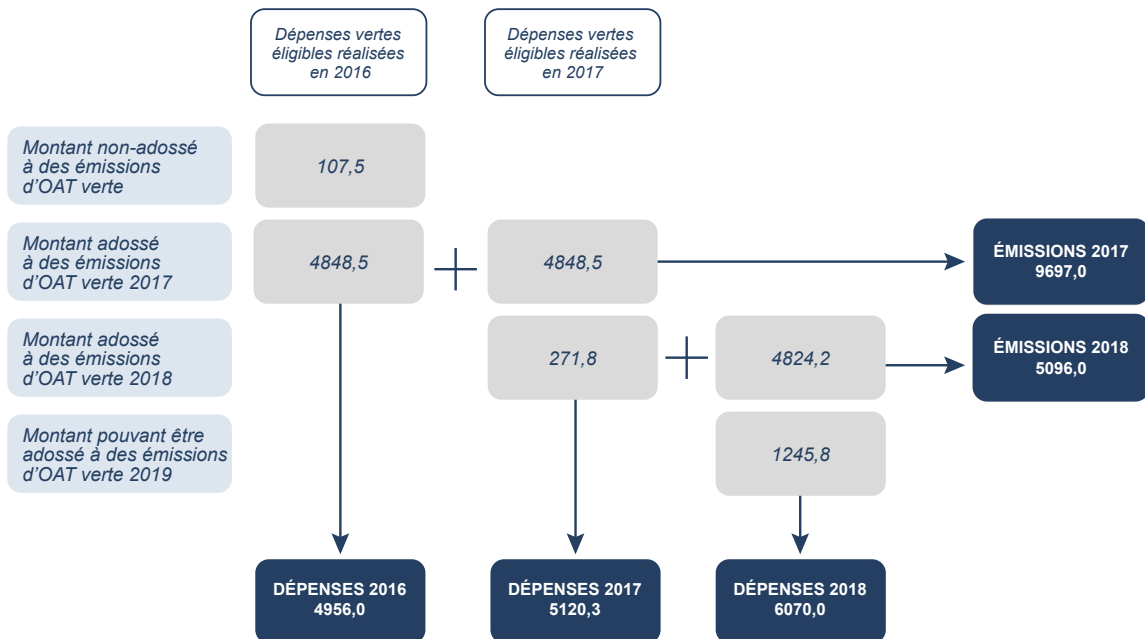 Dépenses vertes
éligibles réalisées
en 2016
Dépenses vertes
éligibles réalisées
en 2017
Montant non-adossé
à des émissions
d'OAT verte
107,5
Montant adossé
à des émissions
d'OAT verte 2017
4848,5
4848,5
ÉMISSIONS 2017
9697,0
Montant adossé
à des émissions
d'OAT verte 2018
271,8
4824,2
ÉMISSIONS 2018
5096,0
Montant pouvant être
adossé à des émissions
d'OAT verte 2019
1245,8
DÉPENSES 2016
4956,0
DÉPENSES 2017
5120,3
DÉPENSES 2018
6070,0